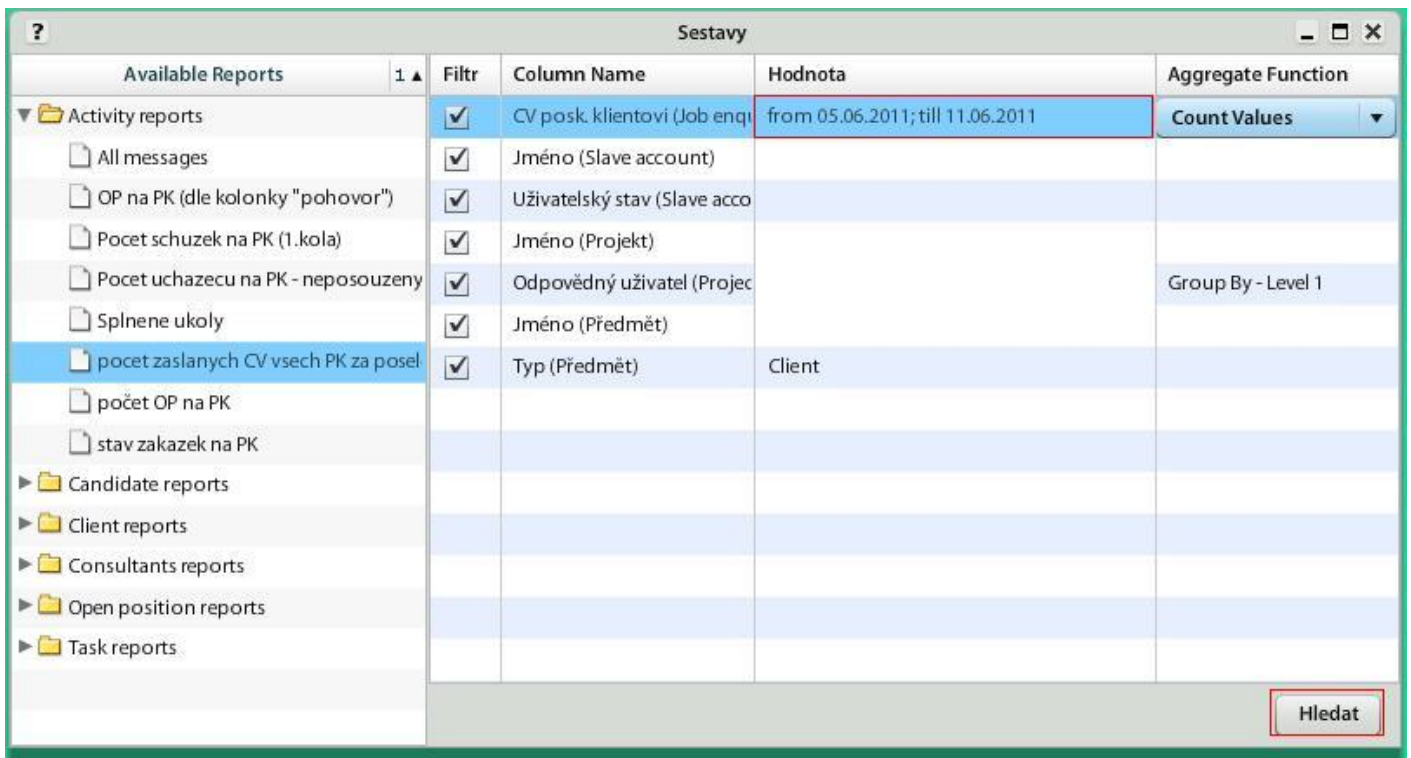 ? Sestavy
Available Reports 1 Filtr Column Name Hodnota Aggregate Function
Activity reports CV posk. klientovi (Job enqu from 05.06.2011; till 11.06.2011 Count Values
All messages Jméno (Slave account)
OP na PK (dle kolonky "pohovor") Uživatelský stav (Slave acco
Pocet schuzek na PK (1.kola) Jméno (Projekt)
Pocet uchazecu na PK - neposouzeny Odpovědný uživatel (Projec Group By - Level 1
Splnene ukoly Jméno (Předmět)
pocet zaslanych CV vsech PK za posel Typ (Předmět) Client
počet OP na PK
stav zakazek na PK
Candidate reports
Client reports
Consultants reports
Open position reports
Task reports
Hledat